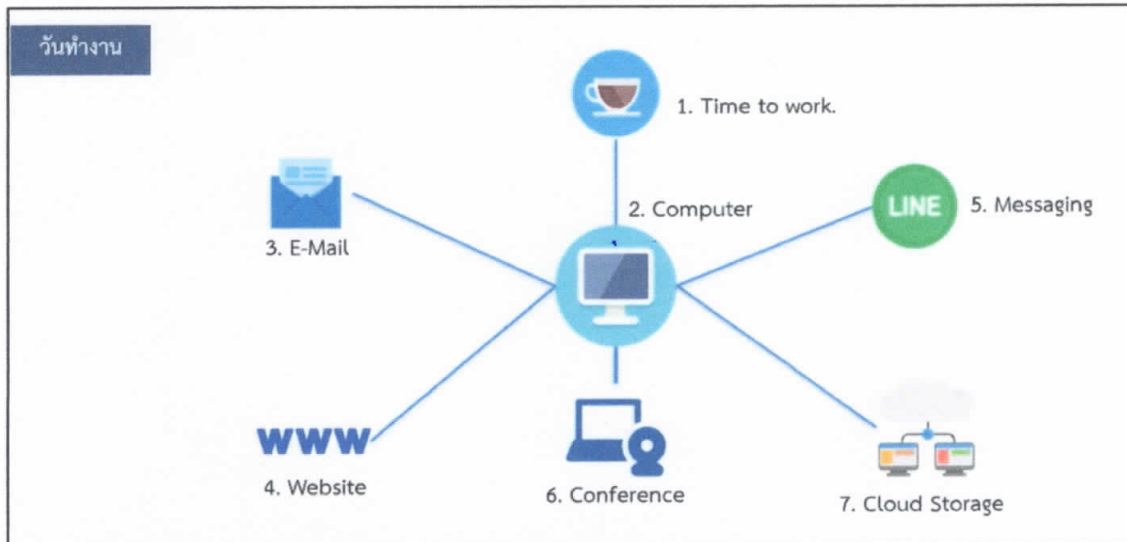 วันทำงาน
1. Time to work.
2. Computer
3. E-Mail
LINE
5. Messaging
www
4. Website
6. Conference
7. Cloud Storage